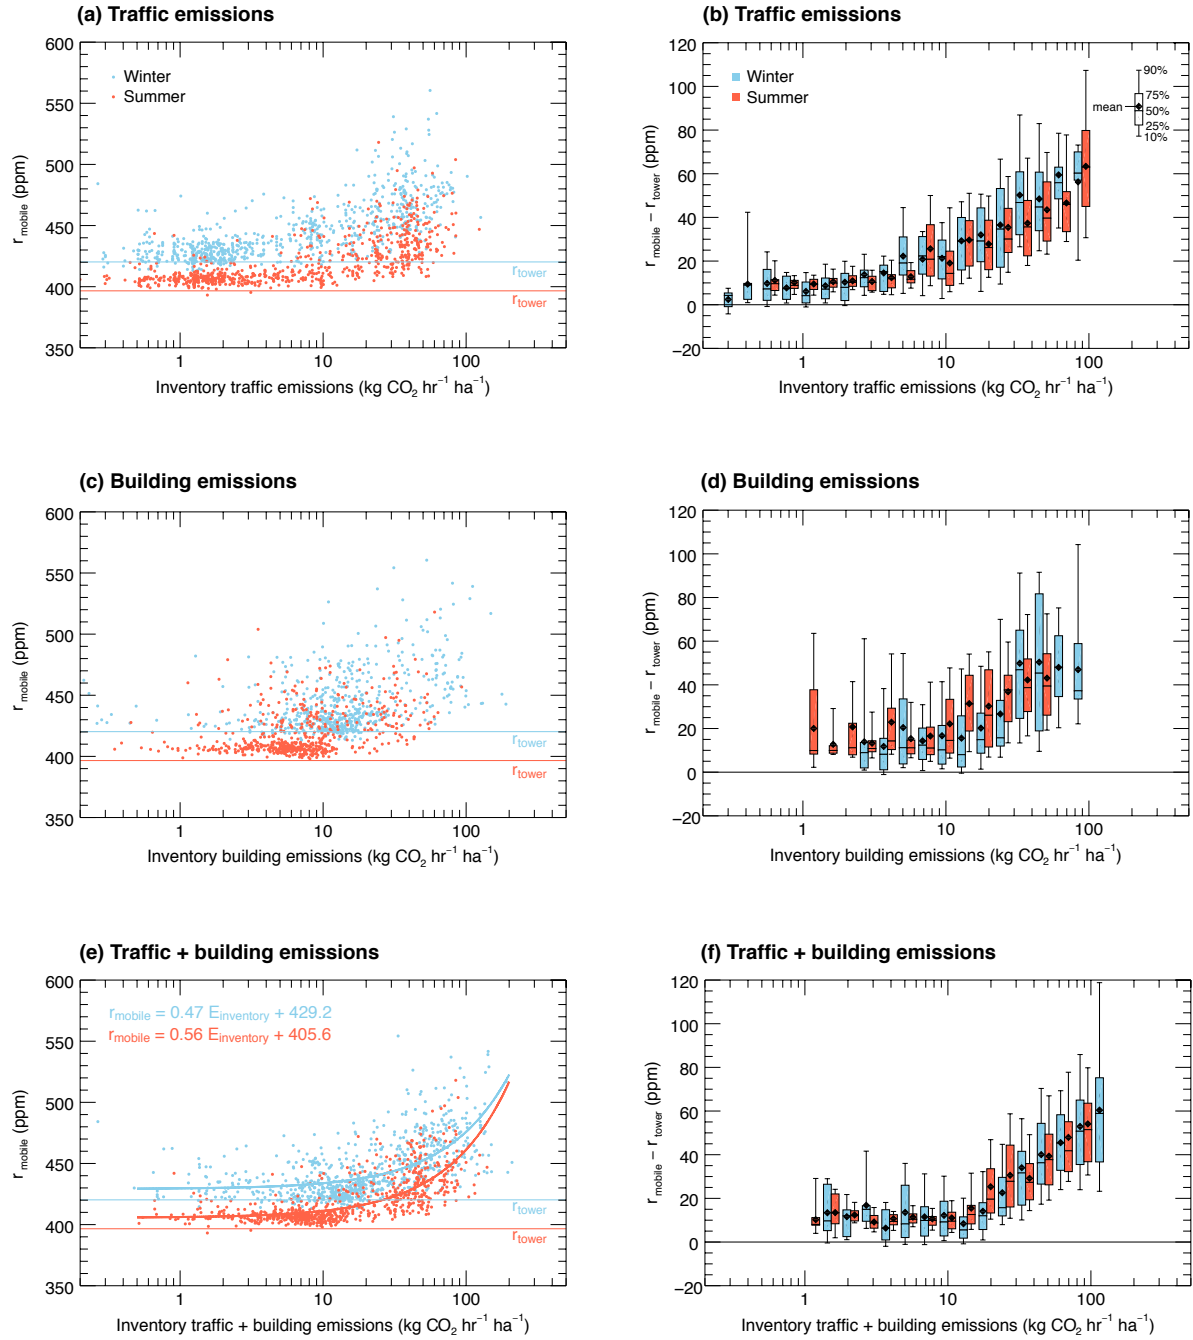 (a) Traffic emissions
600
550
500
450
400
350
r mobile (ppm)
Winter
Summer
r tower
r tower
1
10
100
Inventory traffic emissions (kg CO₂ hr⁻¹ ha⁻¹)
(b) Traffic emissions
120
100
80
60
40
20
0
−20
r mobile − r tower (ppm)
Winter
Summer
90%
75%
mean
50%
25%
10%
1
10
100
Inventory traffic emissions (kg CO₂ hr⁻¹ ha⁻¹)
(c) Building emissions
600
550
500
450
400
350
r mobile (ppm)
r tower
r tower
1
10
100
Inventory building emissions (kg CO₂ hr⁻¹ ha⁻¹)
(d) Building emissions
120
100
80
60
40
20
0
−20
r mobile − r tower (ppm)
1
10
100
Inventory building emissions (kg CO₂ hr⁻¹ ha⁻¹)
(e) Traffic + building emissions
600
550
500
450
400
350
r mobile (ppm)
r mobile = 0.47 E inventory + 429.2
r mobile = 0.56 E inventory + 405.6
r tower
r tower
1
10
100
Inventory traffic + building emissions (kg CO₂ hr⁻¹ ha⁻¹)
(f) Traffic + building emissions
120
100
80
60
40
20
0
−20
r mobile − r tower (ppm)
1
10
100
Inventory traffic + building emissions (kg CO₂ hr⁻¹ ha⁻¹)